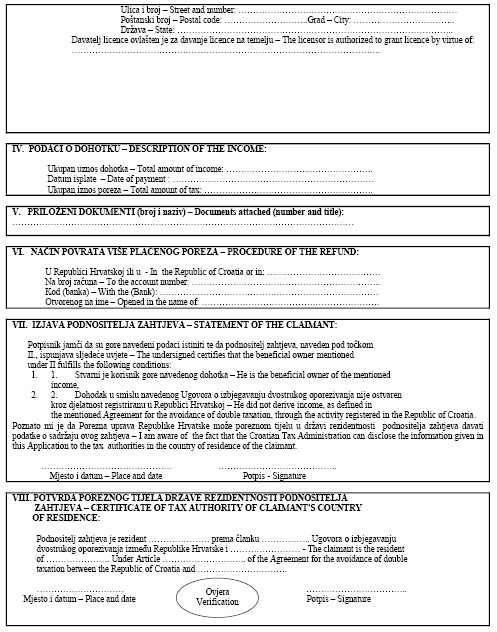 Ulica i broj – Street and number: ……………………………………………………………
Poštanski broj – Postal code: ……………………..Grad – City: …………………………..
Država – State: …………………………………………………………………………..
Davatelj licence ovlašten je za davanje licence na temelju – The licensor is authorized to grant licence by virtue of:
……………………………………………………………………………………..
IV. PODACI O DOHOTKU – DESCRIPTION OF THE INCOME:
Ukupan uznos dohotka – Total amount of income: ……………………………………….
Datum isplate – Date of payment : ………………………………………………………
Ukupan iznos poreza – Total amount of tax: ……………………………………………..
V. PRILOŽENI DOKUMENTI (broj i naziv) – Documents attached (number and title):
………………………………………………………………………………………………
VI. NAČIN POVRATA VIŠE PLAĆENOG POREZA – PROCEDURE OF THE REFUND:
U Republici Hrvatskoj ili u - In the Republic of Croatia or in: ………………………………
Na broj računa – To the account number: ……………………………………………………..
Kod (banka) – With the (Bank): ……………………………………………………………
Otvorenog na ime – Opened in the name of: ………………………………………………..
VII. IZJAVA PODNOSITELJA ZAHTJEVA – STATEMENT OF THE CLAIMANT:
Potpisnik jamči da su gore navedeni podaci istiniti te da podnositelj zahtjeva, naveden pod točkom
II., ispunjava sljedeće uvjete – The undersigned certifies that the beneficial owner mentioned
under II fulfills the following conditions:
1. 1. Stvarni je korisnik gore navedenog dohotka – He is the beneficial owner of the mentioned
income,
2. 2. Dohodak u smislu navedenog Ugovora o izbjegavanju dvostrukog oporezivanja nije ostvaren
kroz djelatnost registriranu u Republici Hrvatskoj – He did not derive income, as defined in
the mentioned Agreement for the avoidance of double taxation, through the activity registered in the Republic of Croatia.
Poznato mi je da Porezna uprava Republike Hrvatske može poreznom tijelu u državi rezidentnosti podnositelja zahtjeva davati
podatke o sadržaju ovog zahtjeva – I am aware of the fact that the Croatian Tax Administration can disclose the information given in
this Application to the tax authorities in the country of residence of the claimant.
…………………………………… ………………………………..
Mjesto i datum – Place and date Potpis - Signature
VIII. POTVRDA POREZNOG TIJELA DRŽAVE REZIDENTNOSTI PODNOSITELJA
ZAHTJEVA – CERTIFICATE OF TAX AUTHORITY OF CLAIMANT'S COUNTRY
OF RESIDENCE:
Podnositelj zahtjeva je rezident ………………. prema članku …………….. Ugovora o izbjegavanju
dvostrukog oporezivanja između Republike Hrvatske i …………………. - The claimant is the resident
of …………………. Under Article …………………….. of the Agreement for the avoidance of double
taxation between the Republic of Croatia and ……………………….
………………………. …………………………..
Mjesto i datum – Place and date Potpis – Signature
Ovjera
Verification